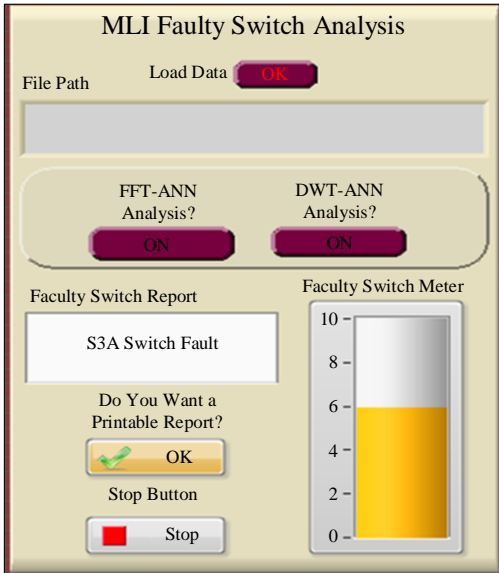 MLI Faulty Switch Analysis
Load Data OK
File Path
FFT-ANN
Analysis?
ON
DWT-ANN
Analysis?
ON
Faculty Switch Report
S3A Switch Fault
Do You Want a
Printable Report?
OK
Stop Button
Stop
Faculty Switch Meter
10
8
6
4
2
0